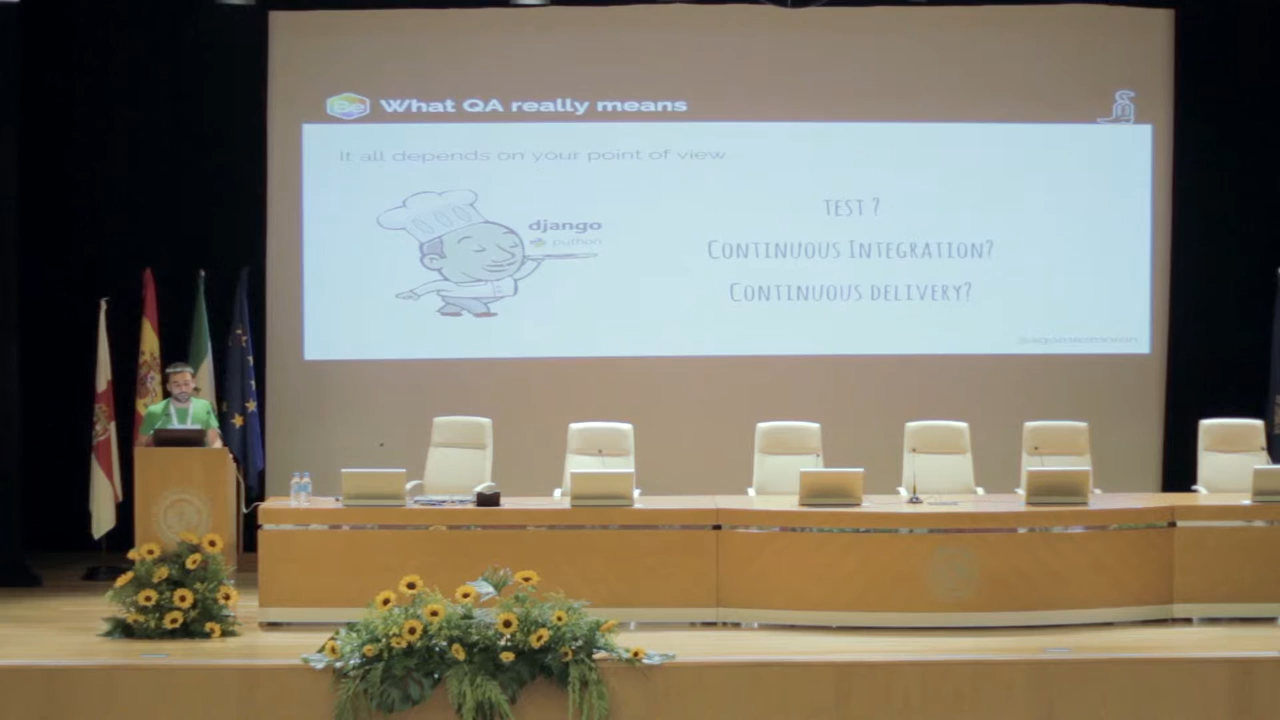 Be What QA really means
It all depends on your point of view
django
python
TEST ?
CONTINUOUS INTEGRATION?
CONTINUOUS DELIVERY?